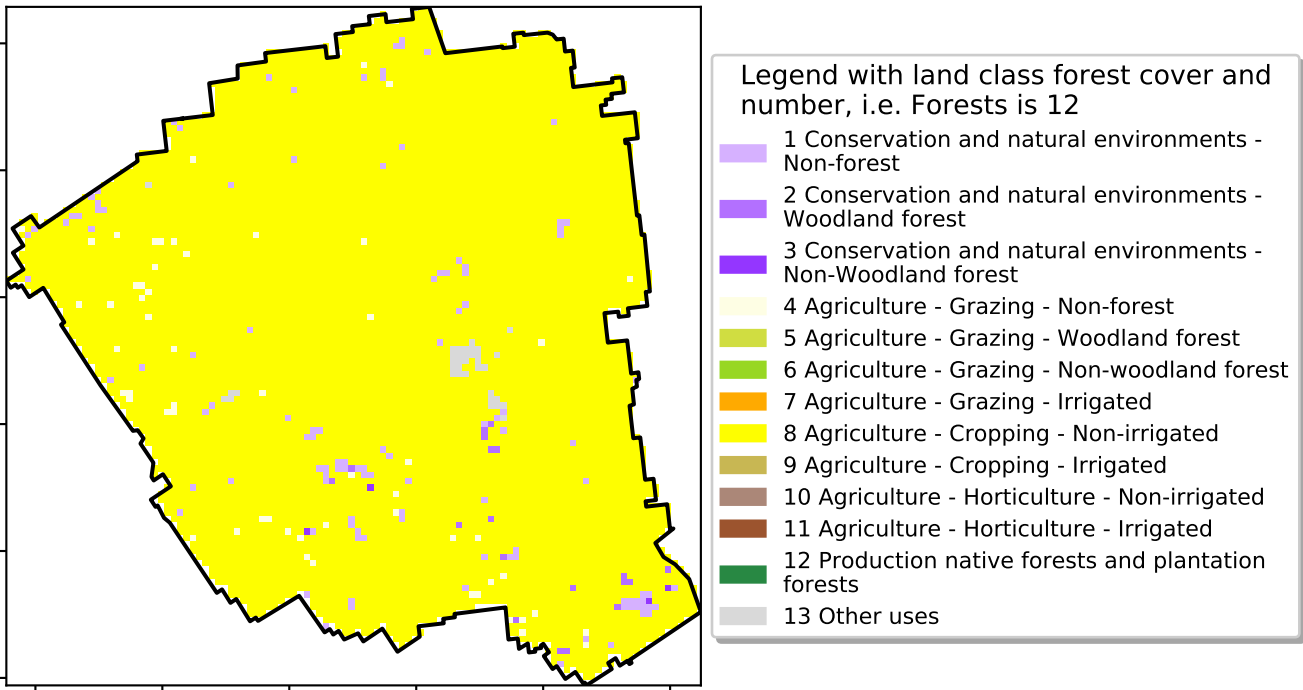 Legend with land class forest cover and
number, i.e. Forests is 12
1 Conservation and natural environments -
Non-forest
2 Conservation and natural environments -
Woodland forest
3 Conservation and natural environments -
Non-Woodland forest
4 Agriculture - Grazing - Non-forest
5 Agriculture - Grazing - Woodland forest
6 Agriculture - Grazing - Non-woodland forest
7 Agriculture - Grazing - Irrigated
8 Agriculture - Cropping - Non-irrigated
9 Agriculture - Cropping - Irrigated
10 Agriculture - Horticulture - Non-irrigated
11 Agriculture - Horticulture - Irrigated
12 Production native forests and plantation
forests
13 Other uses